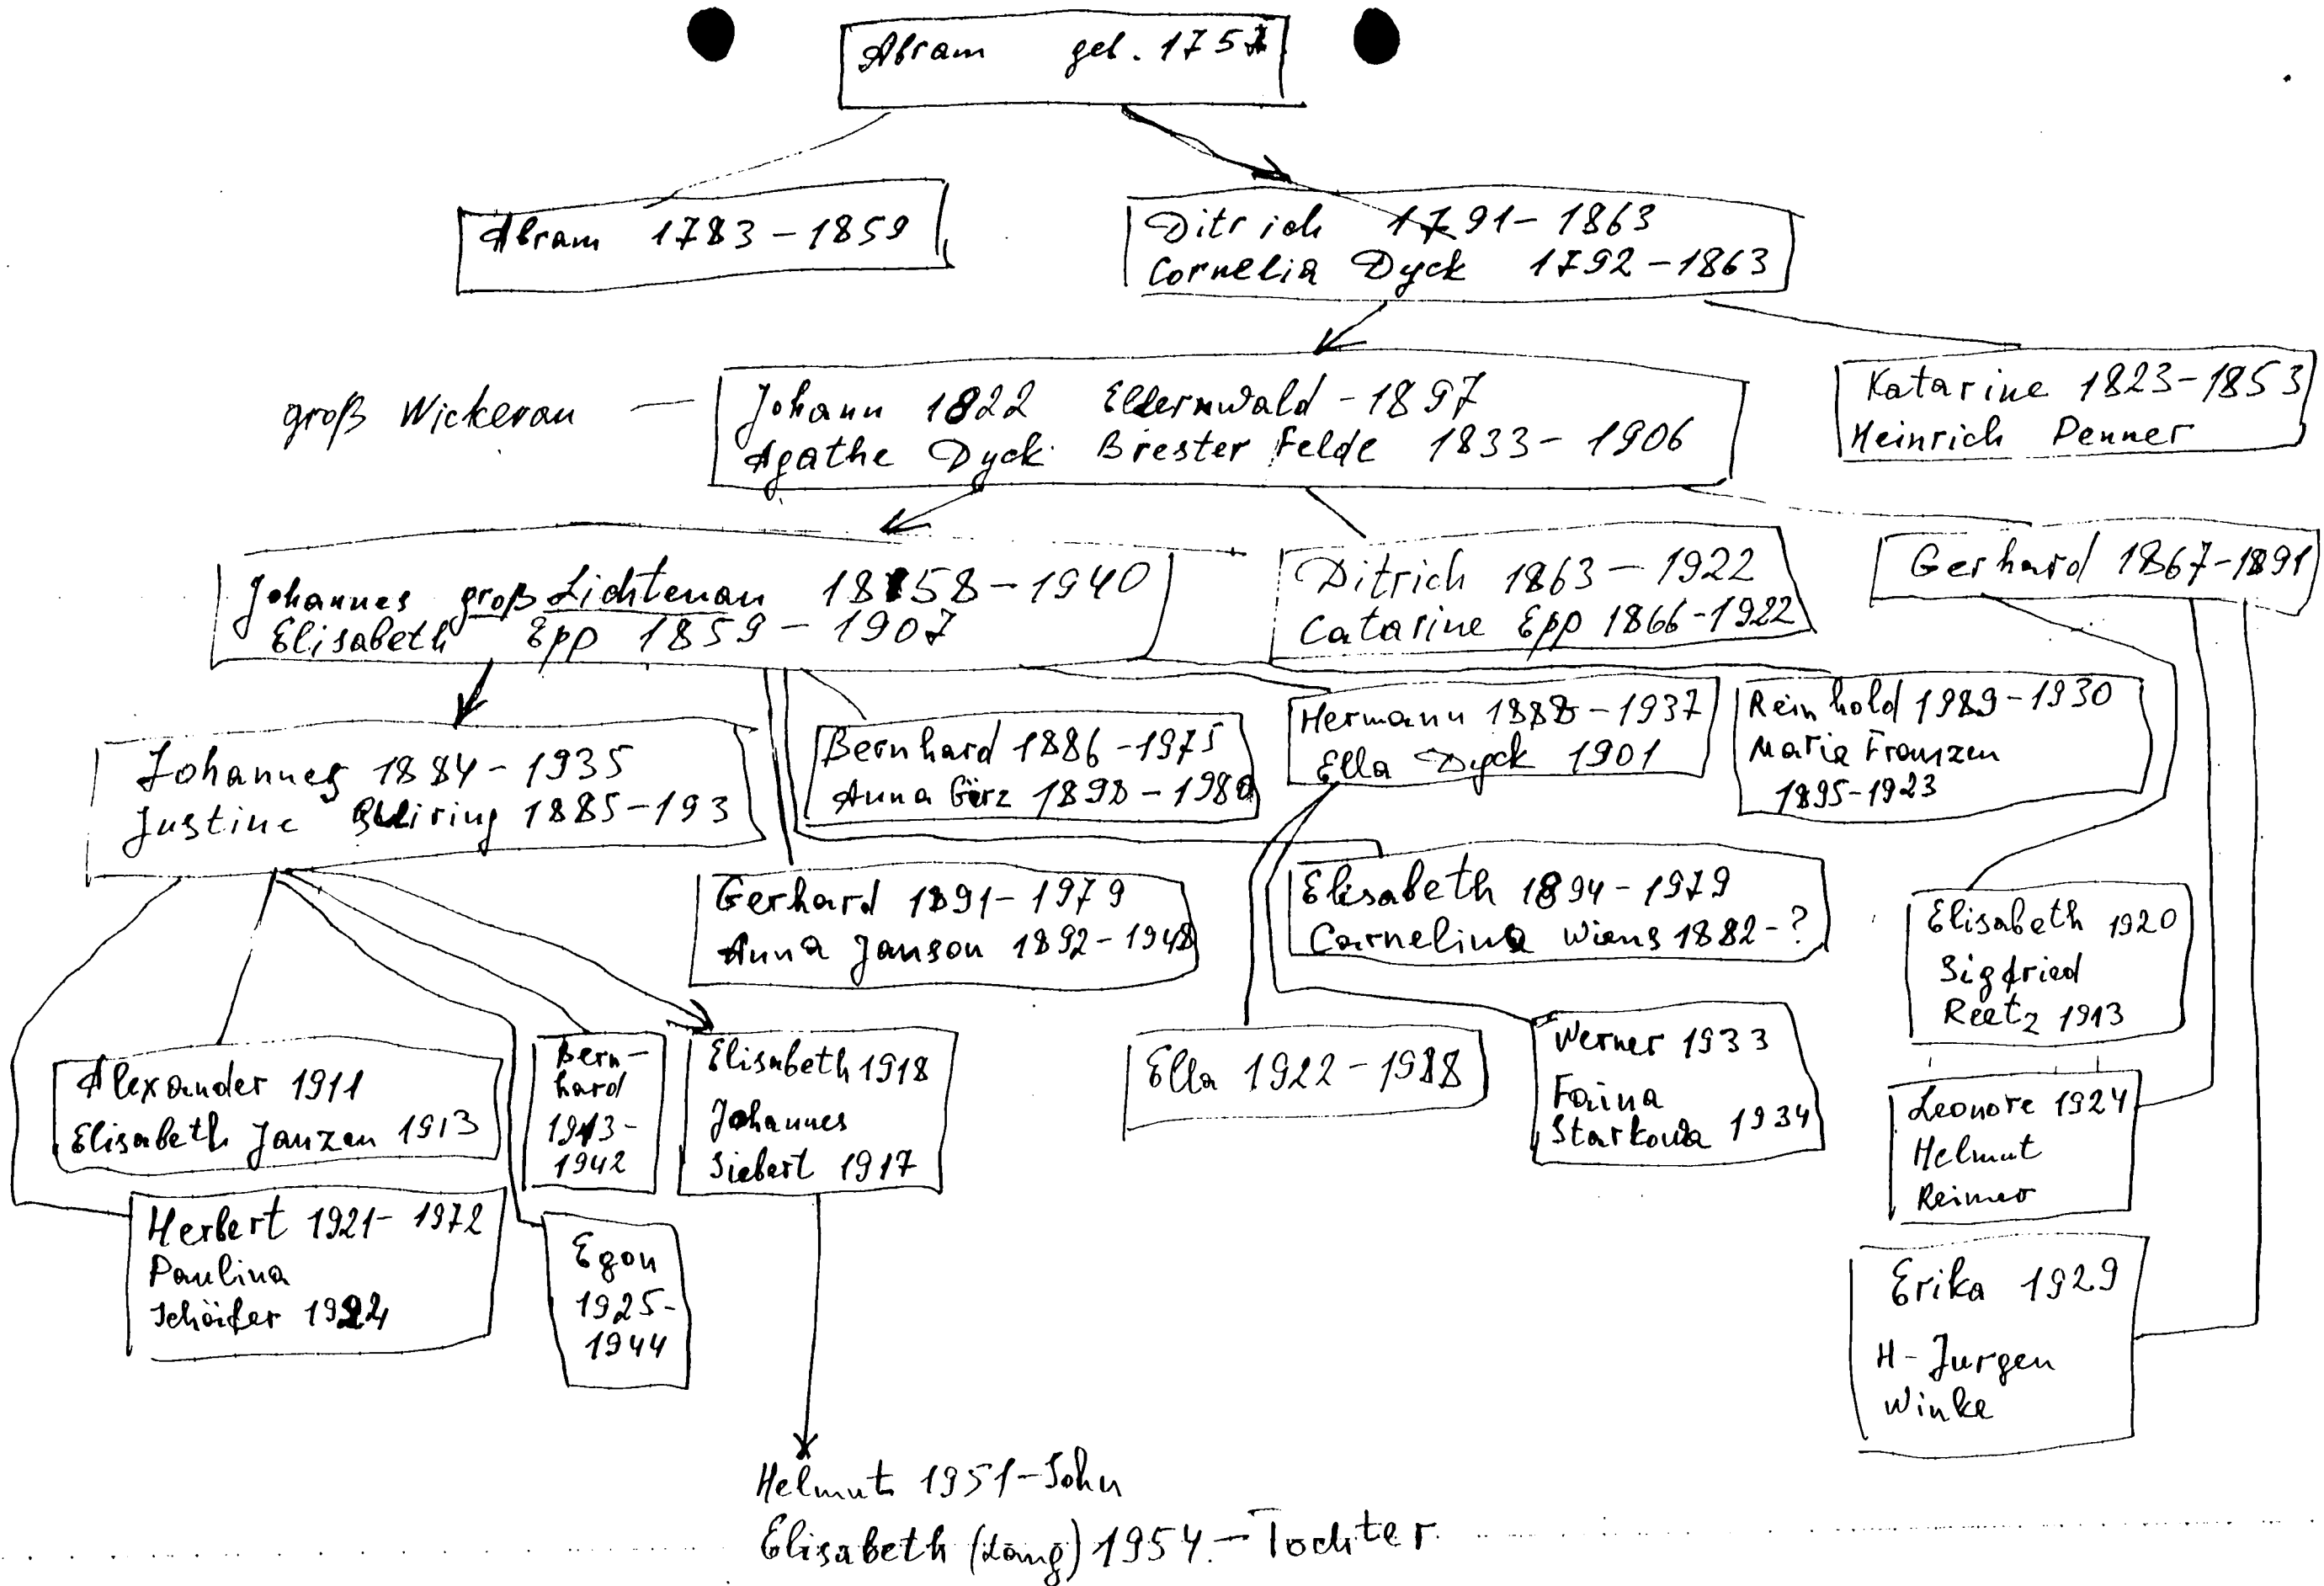 Abram geb. 1757
Abram 1783-1859
Ditrich 1791-1863
Cornelia Dyck 1792-1863
groß Wickerau —
Johann 1822 Ellernwald - 1897
Agathe Dyck Brester Felde 1833-1906
Katarine 1823-1853
Heinrich Penner
Johannes groß Lichtenau 1858-1940
Elisabeth Epp 1859-1907
Ditrich 1863-1922
Catarine Epp 1866-1922
Gerhard 1867-1891
Johannes 1884-1935
Justine Quiring 1885-193
Bernhard 1886-1975
Anna Görz 1898-1980
Hermann 1888-1937
Ella Dyck 1901
Reinhold 1989-1930
Maria Franzen
1895-1923
Gerhard 1891-1979
Anna Janson 1892-1948
Elisabeth 1894-1979
Cornelius Wiens 1882-?
Elisabeth 1920
Sigfried
Reetz 1913
Alexander 1911
Elisabeth Janzen 1913
Bern-
hard
1913-
1942
Elisabeth 1918
Johannes
Siebert 1917
Ella 1922-1988
Werner 1933
Faina
Starkowa 1934
Leonore 1924
Helmut
Reimer
Herbert 1921-1972
Paulina
Schäfer 1924
Egon
1925-
1944
Erika 1929
H-Jurgen
Winke
Helmut 1951-Sohn
Elisabeth (Lang) 1954.-Tochter